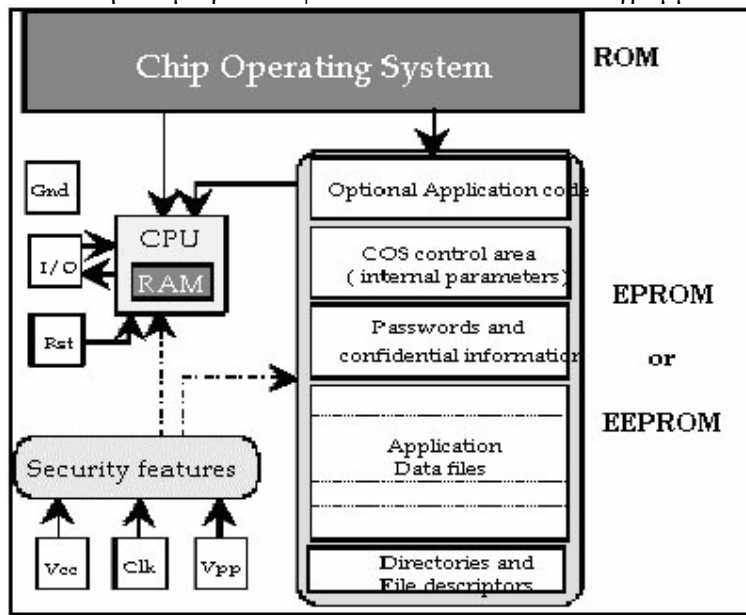 Chip Operating System
ROM
Gnd
Optional Application code
CPU
I/O
RAM
COS control area
( internal parameters)
EPROM
Rst
Passwords and
confidential information
or
EEPROM
Security features
Application
Data files
Vcc
Clk
Vpp
Directories and
File descriptors